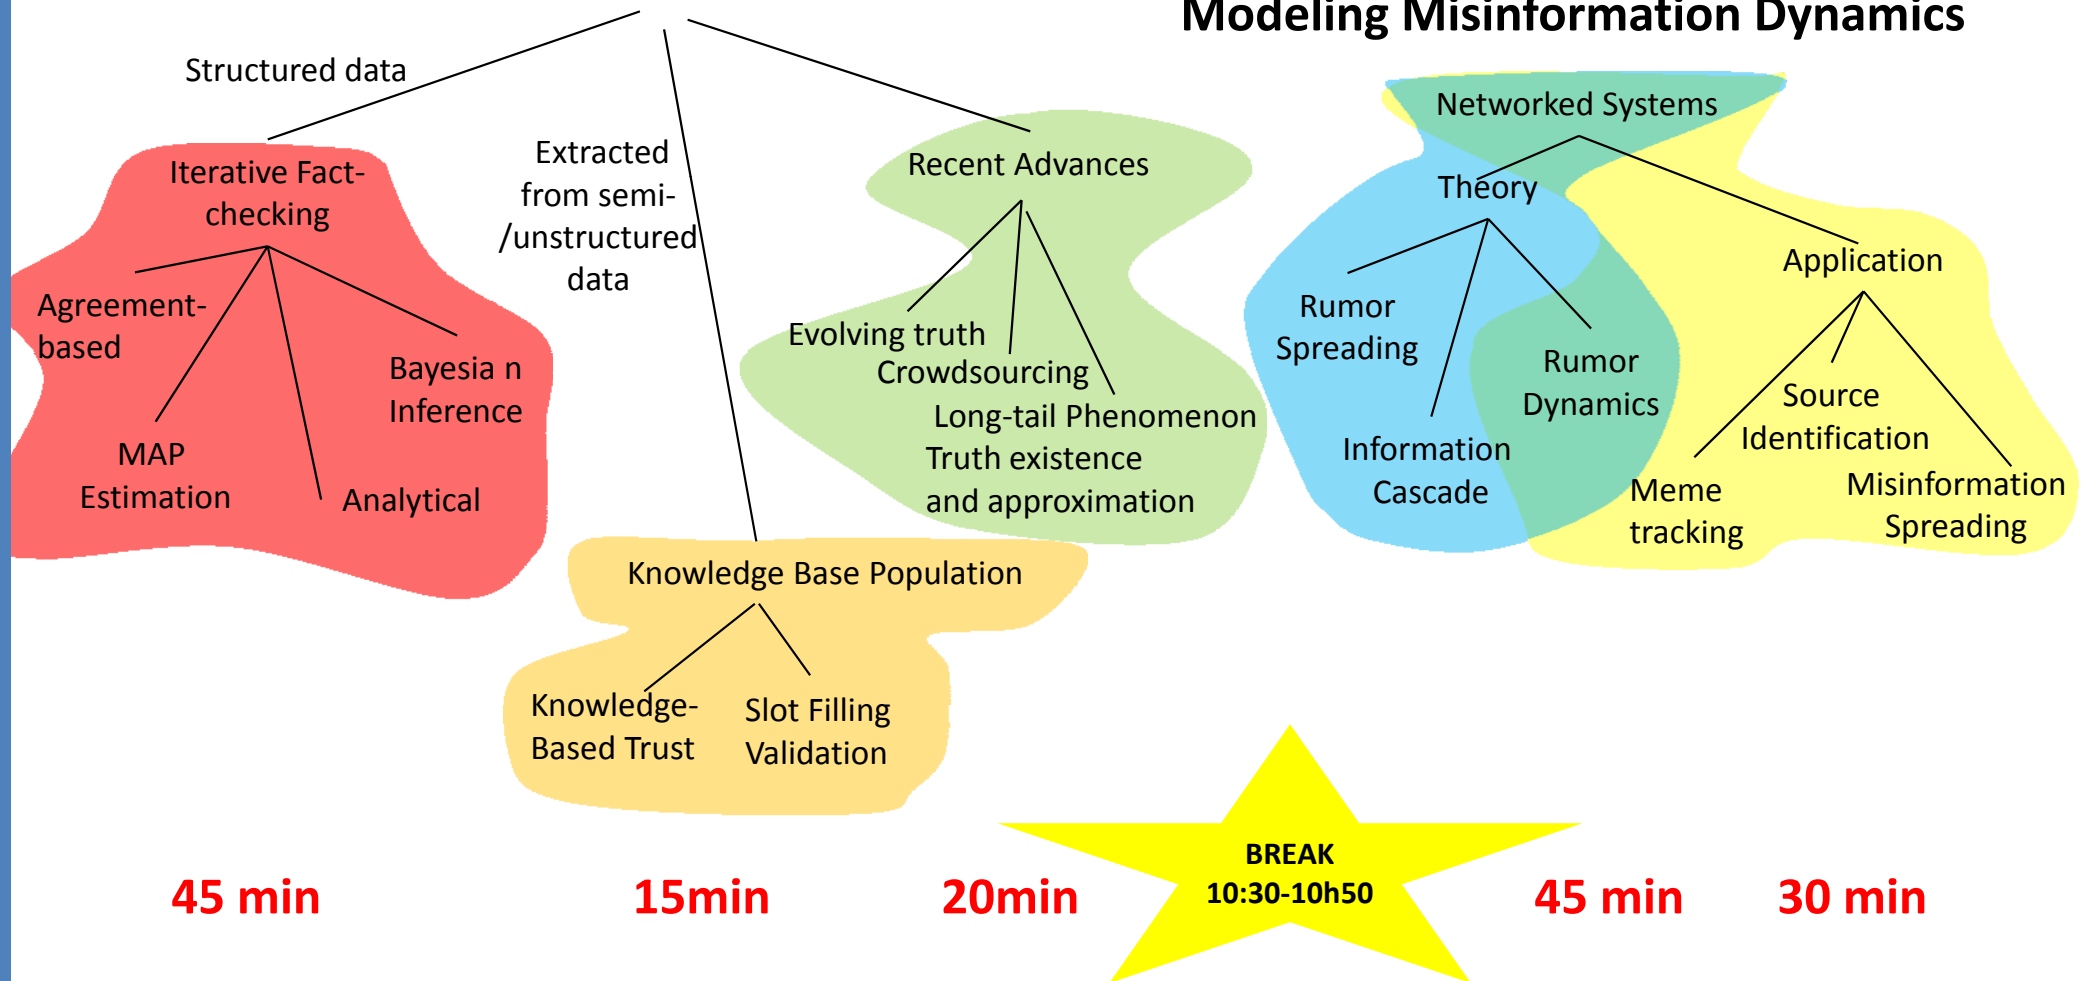 Modeling Misinformation Dynamics
Structured data
Extracted
from semi-
/unstructured
data
Iterative Fact-
checking
Agreement-
based
MAP
Estimation
Analytical
Bayesia n
Inference
Knowledge Base Population
Knowledge-
Based Trust
Slot Filling
Validation
Recent Advances
Evolving truth
Crowdsourcing
Long-tail Phenomenon
Truth existence
and approximation
Networked Systems
Theory
Rumor
Spreading
Information
Cascade
Rumor
Dynamics
Application
Meme
tracking
Source
Identification
Misinformation
Spreading
45 min
15min
20min
BREAK
10:30-10h50
45 min
30 min